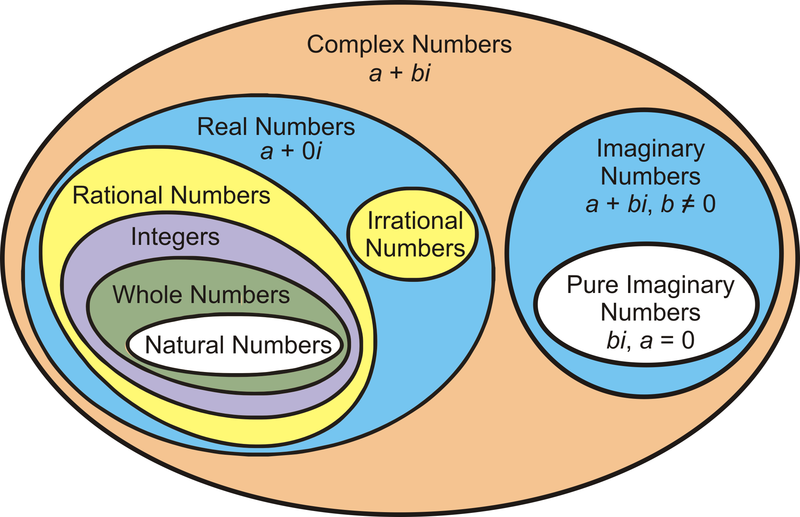 Complex Numbers
a + bi
Real Numbers
a + 0i
Rational Numbers
Integers
Whole Numbers
Natural Numbers
Irrational
Numbers
Imaginary
Numbers
a + bi, b ≠ 0
Pure Imaginary
Numbers
bi, a = 0